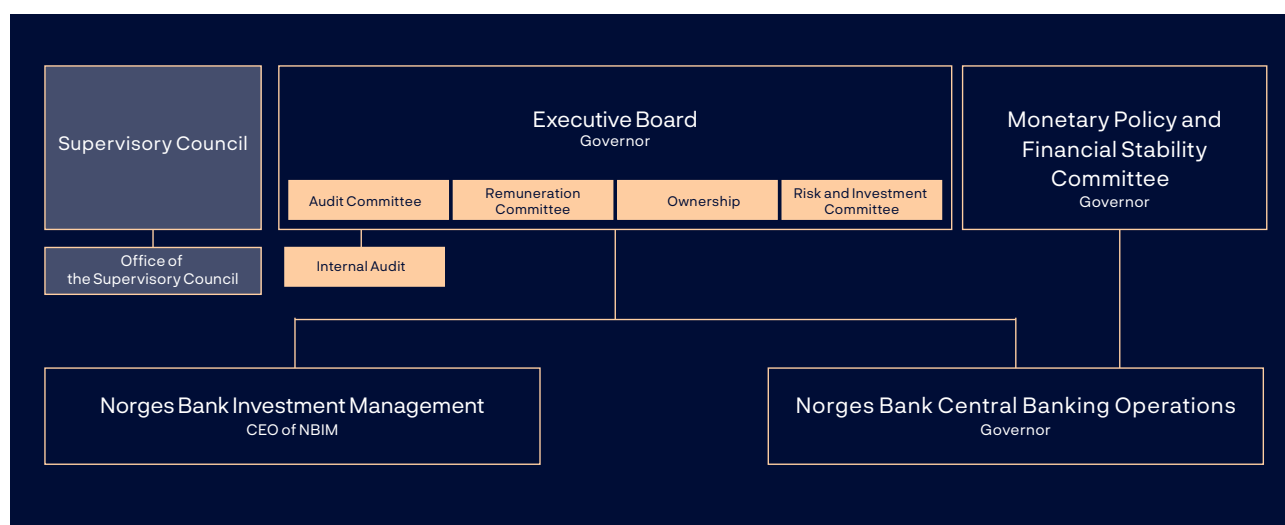 Supervisory Council
Office of
the Supervisory Council
Executive Board
Governor
Audit Committee
Remuneration
Committee
Ownership
Risk and Investment
Committee
Internal Audit
Monetary Policy and
Financial Stability
Committee
Governor
Norges Bank Investment Management
CEO of NBIM
Norges Bank Central Banking Operations
Governor